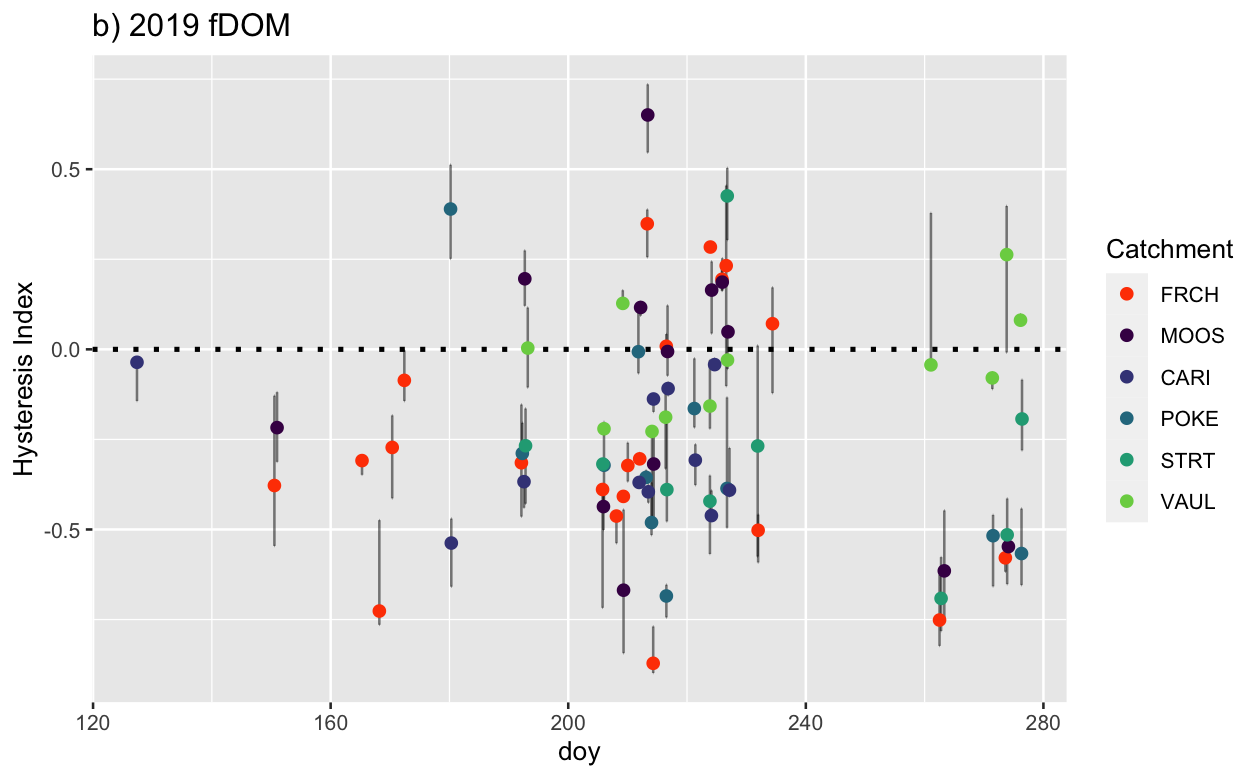 b) 2019 fDOM
Hysteresis Index
0.5
0.0
-0.5
120
160
200
240
280
doy
Catchment
FRCH
MOOS
CARI
POKE
STRT
VAUL